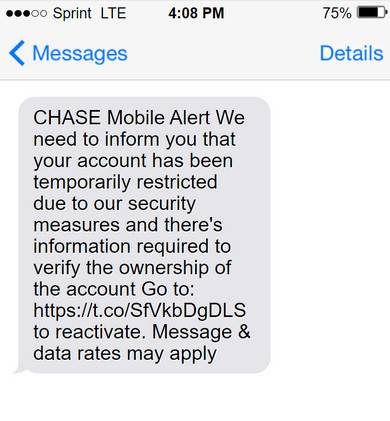 Sprint LTE 4:08 PM 75%
Messages Details
CHASE Mobile Alert We
need to inform you that
your account has been
temporarily restricted
due to our security
measures and there's
information required to
verify the ownership of
the account Go to:
https://t.co/SfVkbDgDLS
to reactivate. Message &
data rates may apply